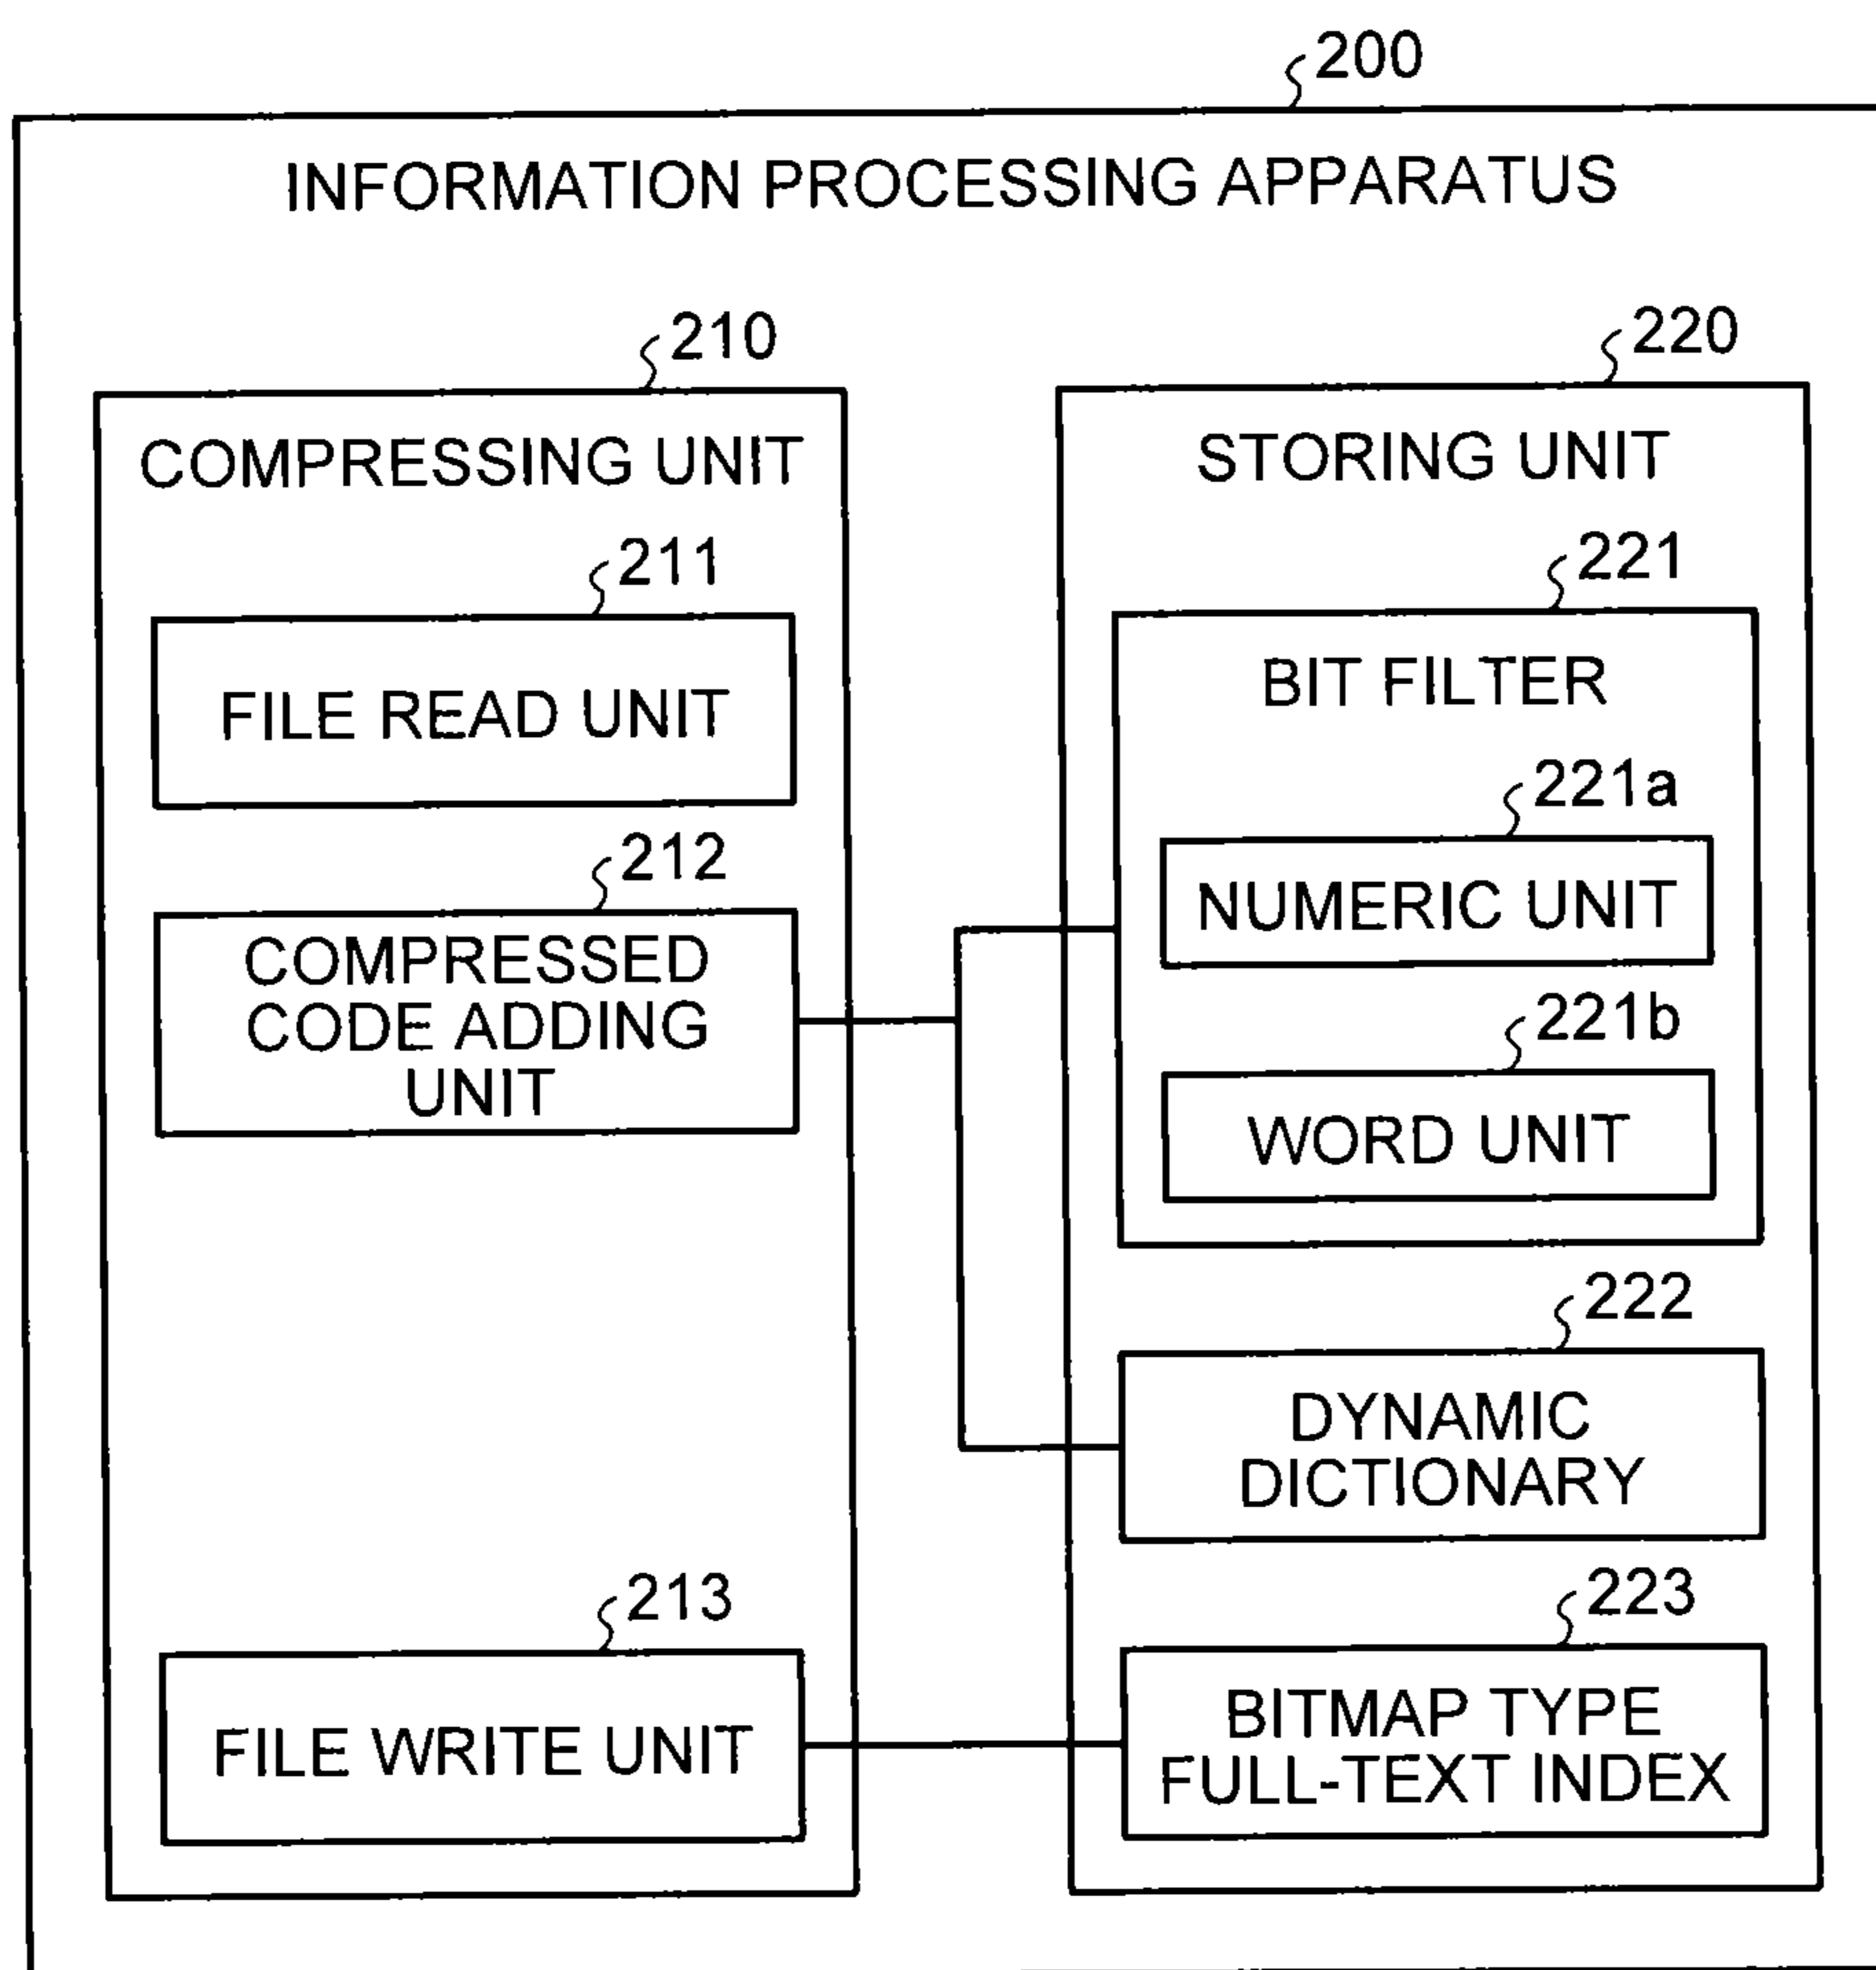 200
INFORMATION PROCESSING APPARATUS
210
COMPRESSING UNIT
211
FILE READ UNIT
212
COMPRESSED
CODE ADDING
UNIT
213
FILE WRITE UNIT
220
STORING UNIT
221
BIT FILTER
221a
NUMERIC UNIT
221b
WORD UNIT
222
DYNAMIC
DICTIONARY
223
BITMAP TYPE
FULL-TEXT INDEX